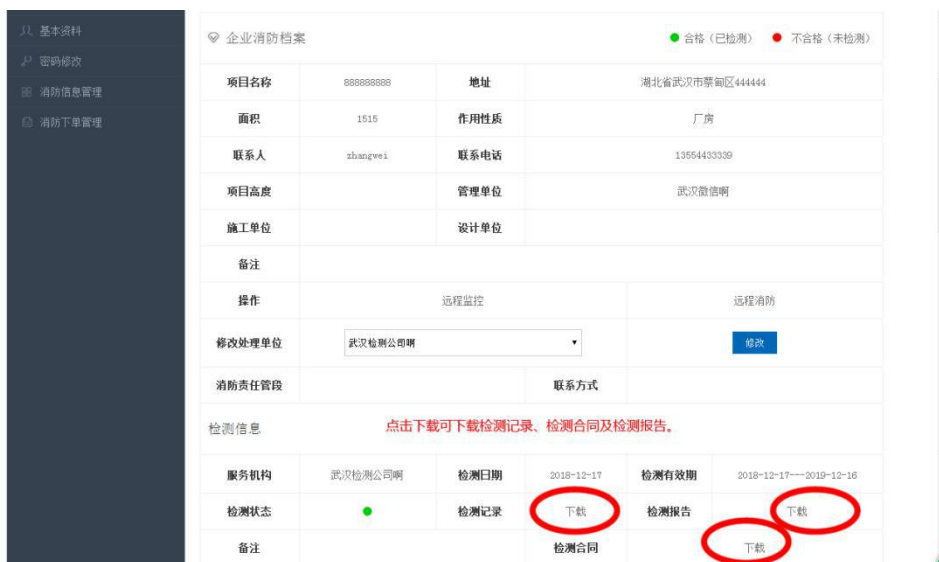 基本资料
密码修改
消防信息管理
消防下单管理
企业消防档案 合格（已检测） 不合格（未检测）
项目名称 888888888 地址 湖北省武汉市蔡甸区444444
面积 1515 作用性质 厂房
联系人 zhangwei 联系电话 13554433339
项目高度 管理单位 武汉微信啊
施工单位 设计单位
备注
操作 远程监控 远程消防
修改处理单位 武汉检测公司啊 修改
消防责任管段 联系方式
检测信息 点击下载可下载检测记录、检测合同及检测报告。
服务机构 武汉检测公司啊 检测日期 2018-12-17 检测有效期 2018-12-17---2019-12-16
检测状态 检测记录 下载 检测报告 下载
备注 检测合同 下载